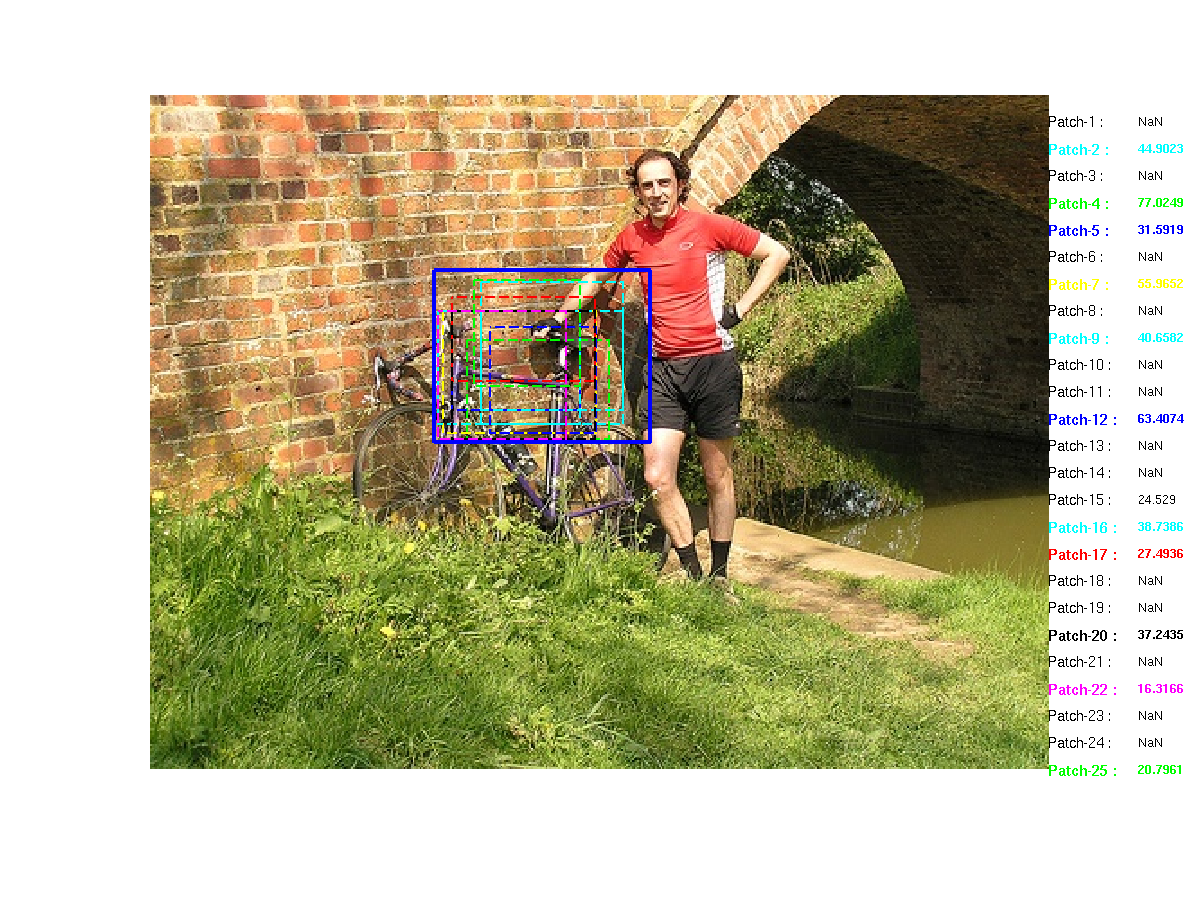 Patch-1 : NaN
Patch-2 : 44.9023
Patch-3 : NaN
Patch-4 : 77.0249
Patch-5 : 31.5919
Patch-6 : NaN
Patch-7 : 55.9652
Patch-8 : NaN
Patch-9 : 40.6582
Patch-10 : NaN
Patch-11 : NaN
Patch-12 : 63.4074
Patch-13 : NaN
Patch-14 : NaN
Patch-15 : 24.529
Patch-16 : 38.7386
Patch-17 : 27.4936
Patch-18 : NaN
Patch-19 : NaN
Patch-20 : 37.2435
Patch-21 : NaN
Patch-22 : 16.3166
Patch-23 : NaN
Patch-24 : NaN
Patch-25 : 20.7961